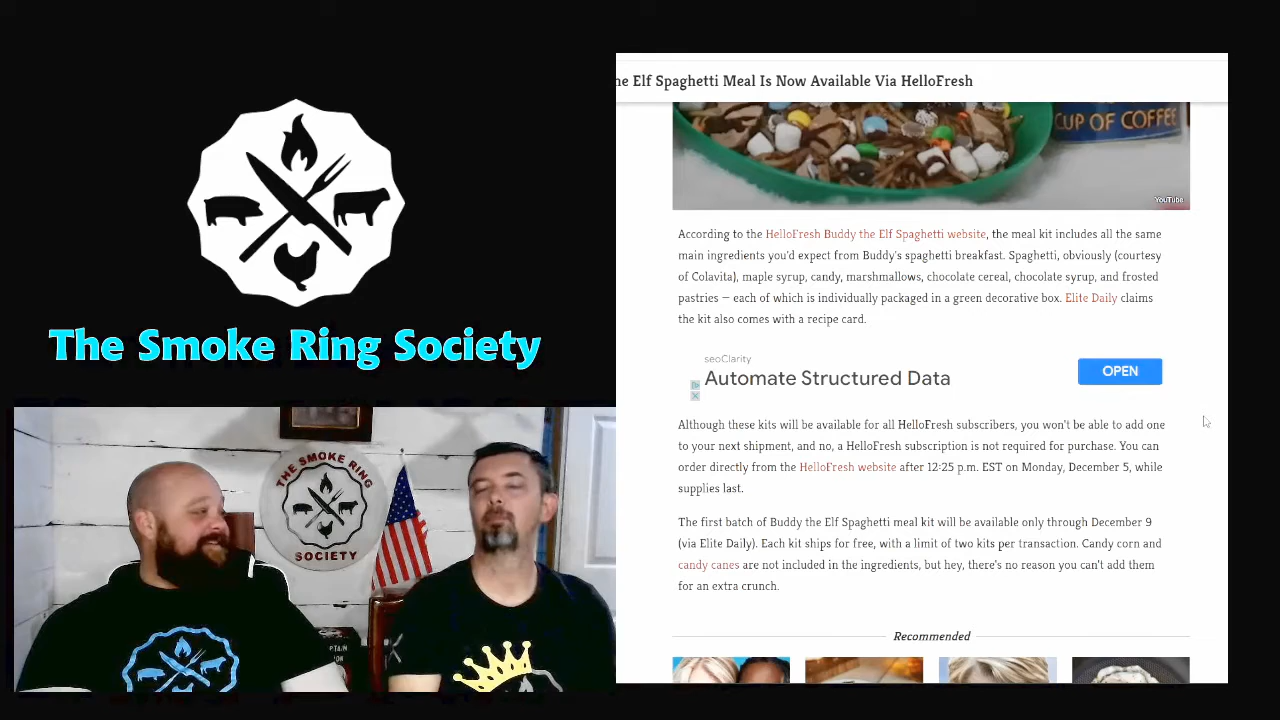 The Smoke Ring Society
THE SMOKE RING
SOCIETY
he Elf Spaghetti Meal Is Now Available Via HelloFresh
CUP OF COFFEE
YouTube
According to the HelloFresh Buddy the Elf Spaghetti website, the meal kit includes all the same
main ingredients you'd expect from Buddy's spaghetti breakfast. Spaghetti, obviously (courtesy
of Colavita), maple syrup, candy, marshmallows, chocolate cereal, chocolate syrup, and frosted
pastries — each of which is individually packaged in a green decorative box. Elite Daily claims
the kit also comes with a recipe card.
seoClarity
Automate Structured Data
OPEN
Although these kits will be available for all HelloFresh subscribers, you won't be able to add one
to your next shipment, and no, a HelloFresh subscription is not required for purchase. You can
order directly from the HelloFresh website after 12:25 p.m. EST on Monday, December 5, while
supplies last.
The first batch of Buddy the Elf Spaghetti meal kit will be available only through December 9
(via Elite Daily). Each kit ships for free, with a limit of two kits per transaction. Candy corn and
candy canes are not included in the ingredients, but hey, there's no reason you can't add them
for an extra crunch.
Recommended